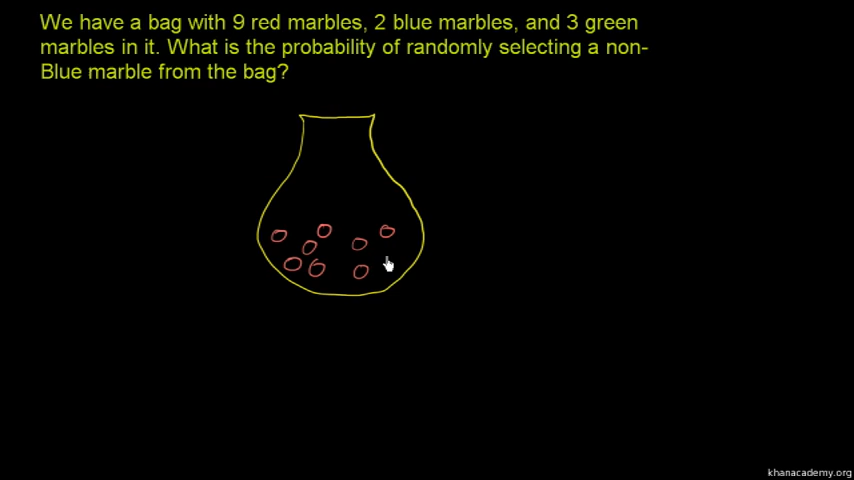 We have a bag with 9 red marbles, 2 blue marbles, and 3 green
marbles in it. What is the probability of randomly selecting a non-
Blue marble from the bag?
khanacademy.org